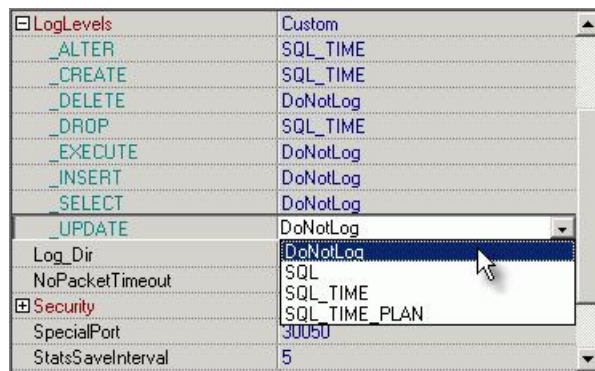 LogLevels Custom
_ALTER SQL_TIME
_CREATE SQL_TIME
_DELETE DoNotLog
_DROP SQL_TIME
_EXECUTE DoNotLog
_INSERT DoNotLog
_SELECT DoNotLog
_UPDATE DoNotLog
Log_Dir DoNotLog
SQL
NoPacketTimeout SQL_TIME
Security SQL_TIME_PLAN
SpecialPort 30050
StatsSaveInterval 5